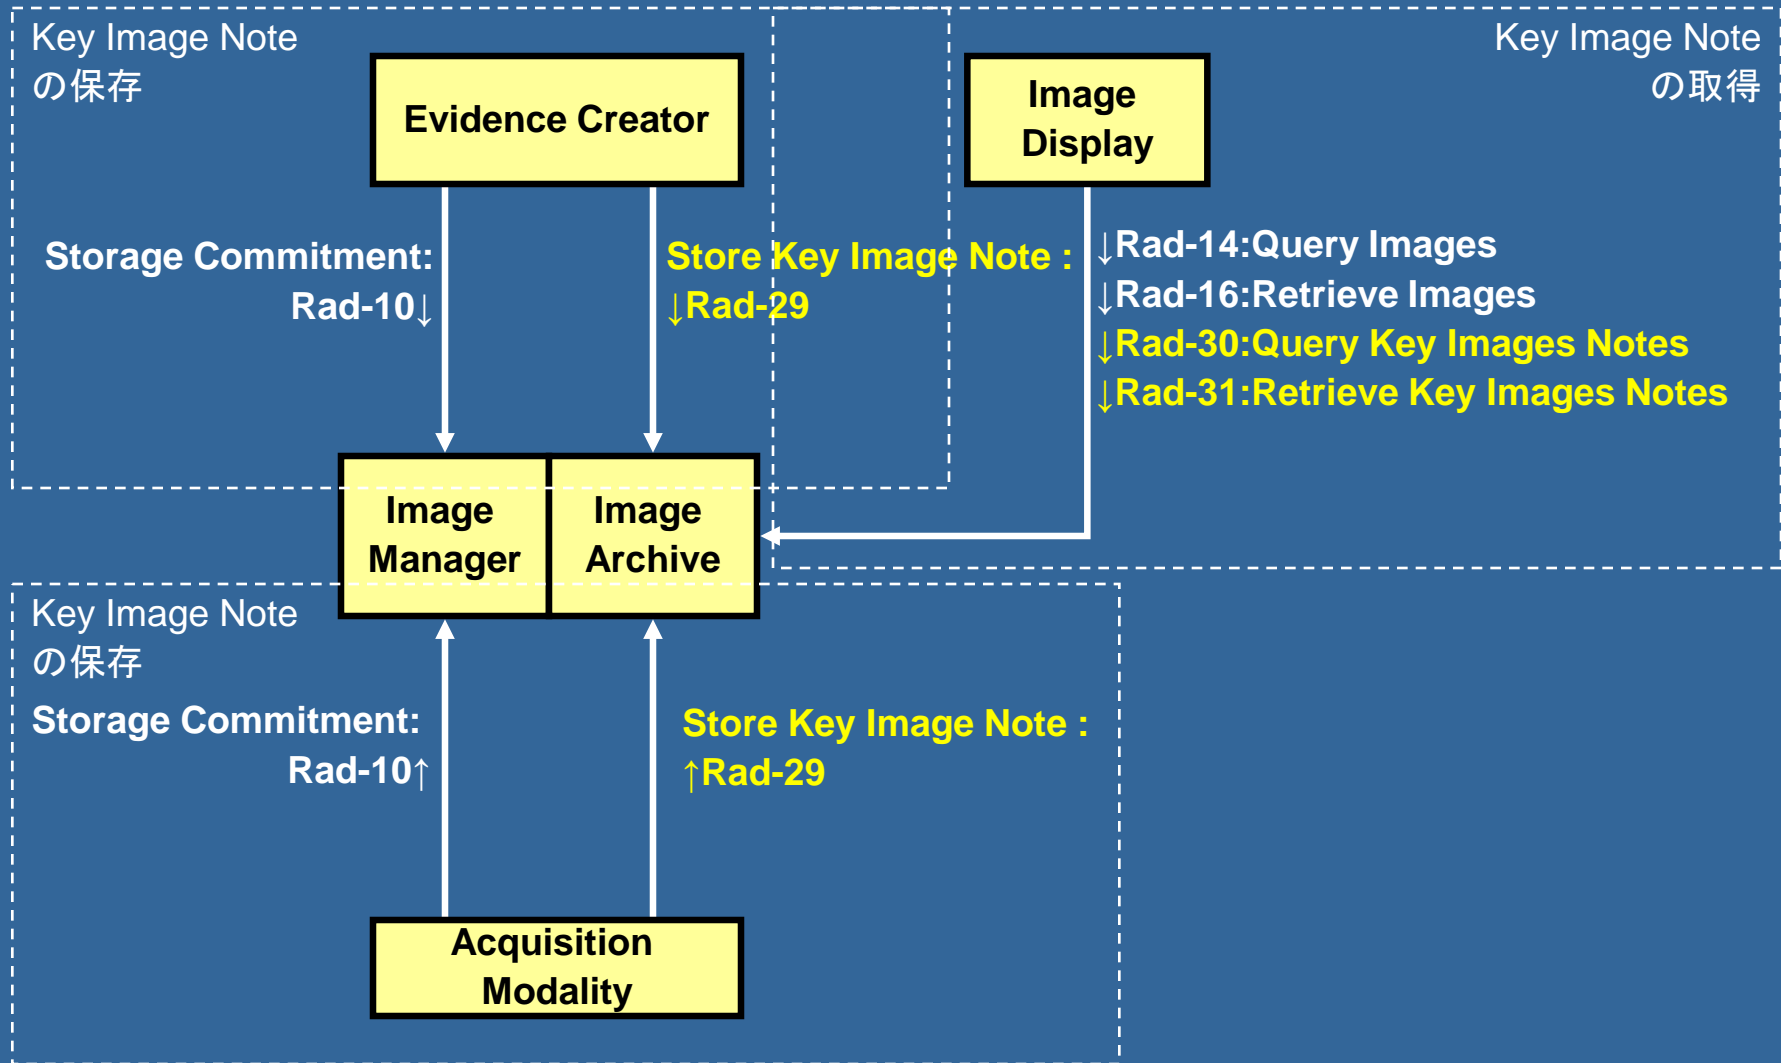 Key Image Note
の保存
Evidence Creator
Image
Display
Key Image Note
の取得
Storage Commitment:
Rad-10↓
Store Key Image Note :
↓Rad-29
↓Rad-14:Query Images
↓Rad-16:Retrieve Images
↓Rad-30:Query Key Images Notes
↓Rad-31:Retrieve Key Images Notes
Image
Manager
Image
Archive
Key Image Note
の保存
Storage Commitment:
Rad-10↑
Store Key Image Note :
↑Rad-29
Acquisition
Modality